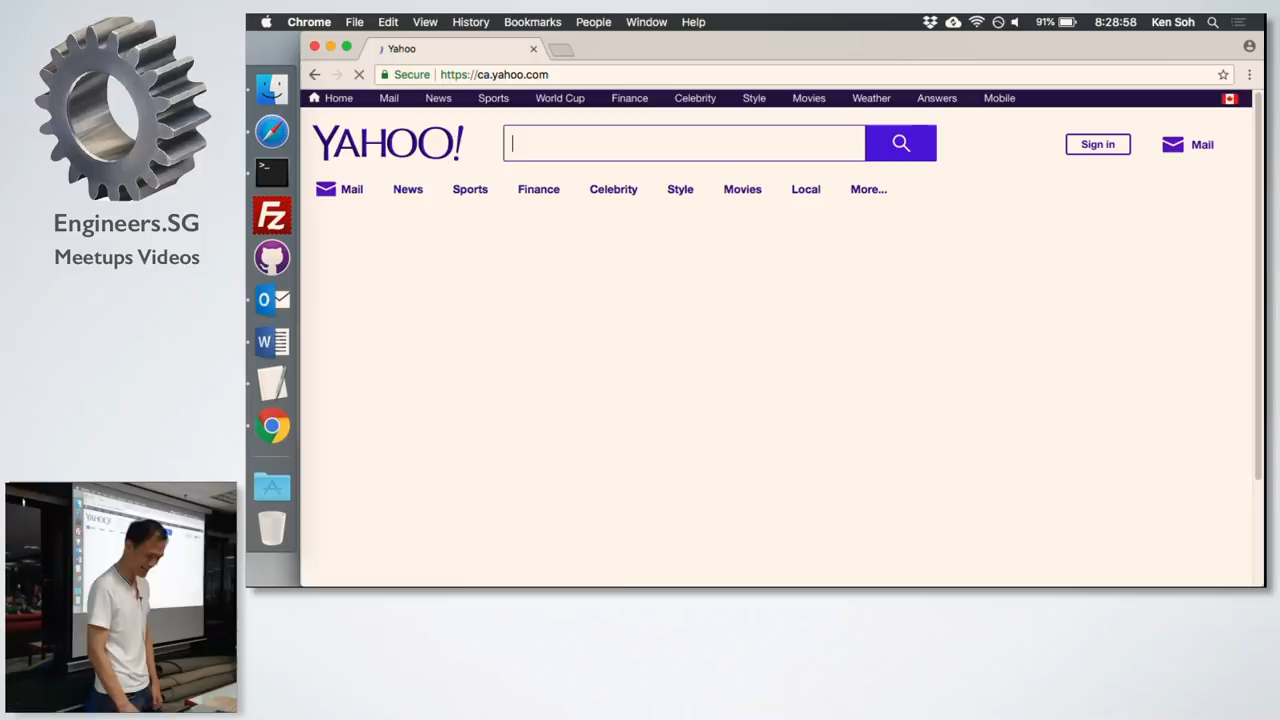 Chrome File Edit View History Bookmarks People Window Help 91% 8:28:58 Ken Soh
Yahoo
Secure https://ca.yahoo.com
Home Mail News Sports World Cup Finance Celebrity Style Movies Weather Answers Mobile
YAHOO!
Sign in Mail
Mail News Sports Finance Celebrity Style Movies Local More...
Engineers.SG
Meetups Videos
>_
Fz
O
W
YAHOO!